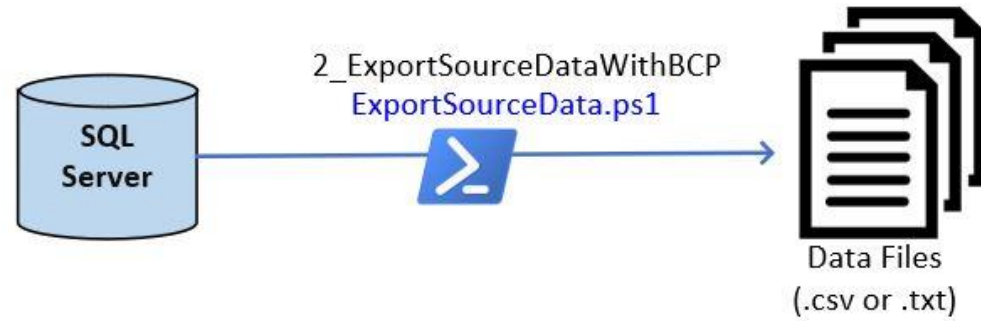 SQL
Server
2_ExportSourceDataWithBCP
ExportSourceData.ps1
Data Files
(.csv or .txt)